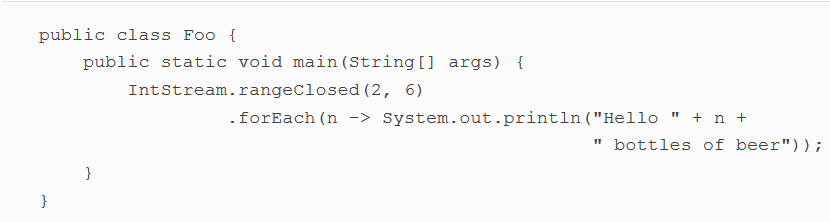 public class Foo {
    public static void main(String[] args) {
        IntStream.rangeClosed(2, 6)
                 .forEach(n -> System.out.println("Hello " + n +
                                                  " bottles of beer"));
    }
}